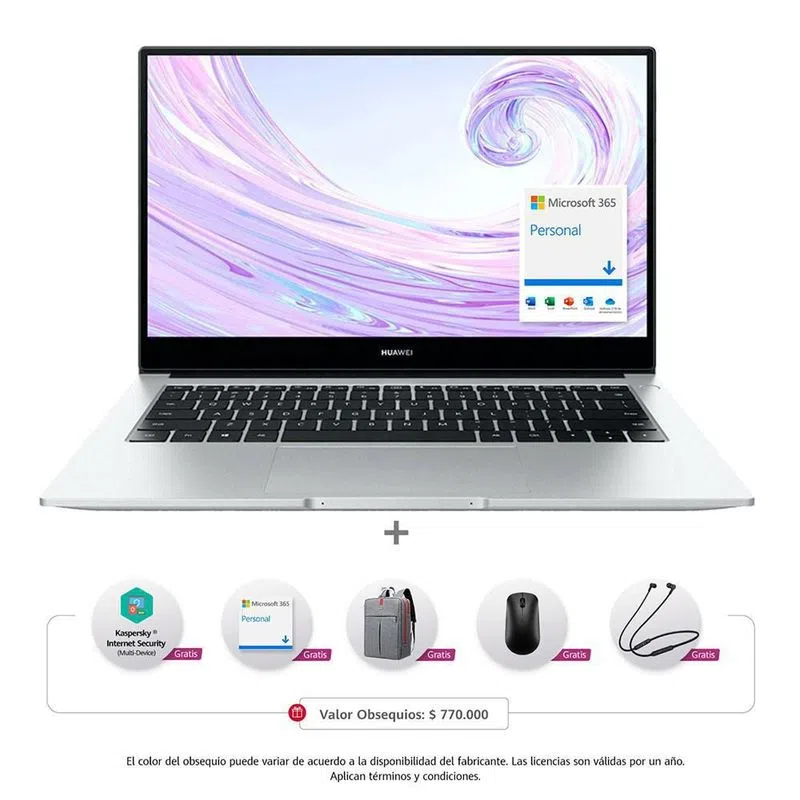 Microsoft 365
Personal
HUAWEI
+
Kaspersky®
Internet Security
(Multi-Device)
Gratis
Microsoft 365
Personal
Gratis
Gratis
Gratis
Gratis
Valor Obsequios: $ 770.000
El color del obsequio puede variar de acuerdo a la disponibilidad del fabricante. Las licencias son válidas por un año.
Aplican términos y condiciones.